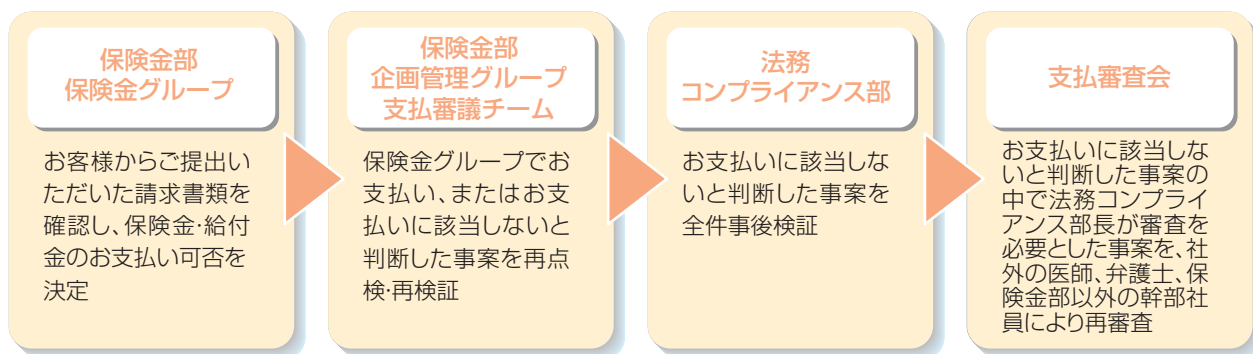 保険金部
保険金グループ
お客様からご提出い
ただいた請求書類を
確認し、保険金・給付
金のお支払い可否を
決定
保険金部
企画管理グループ
支払審議チーム
保険金グループでお
支払い、またはお支
払いに該当しないと
判断した事案を再点
検・再検証
法務
コンプライアンス部
お支払いに該当しな
いと判断した事案を
全件事後検証
支払審査会
お支払いに該当しな
いと判断した事案の
中で法務コンプライ
アンス部長が審査を
必要とした事案を、社
外の医師、弁護士、保
険金部以外の幹部社
員により再審査